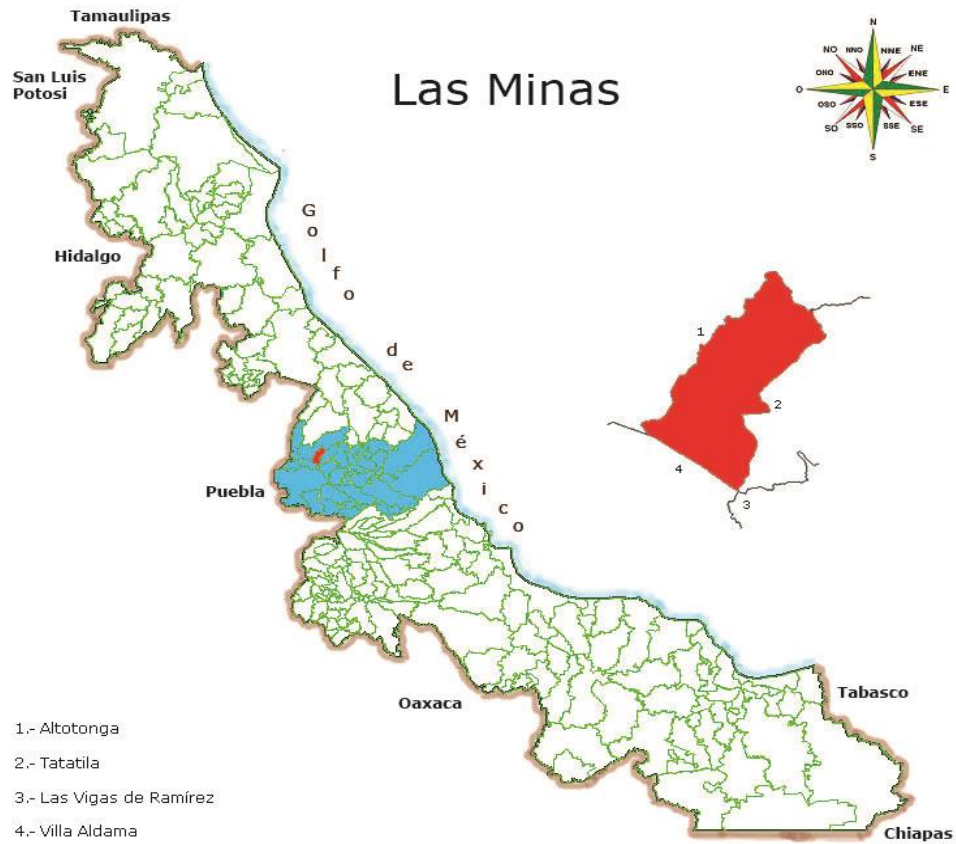 Tamaulipas
San Luis
Potosi
Las Minas
N
NNO
NNE
NO
NE
ONO
ENE
O
E
OSO
ESE
SO
SSO
SSE
SE
S
Golfo de México
Hidalgo
1
2
4
3
Puebla
Oaxaca
Tabasco
Chiapas
1.- Altotonga
2.- Tatatila
3.- Las Vigas de Ramírez
4.- Villa Aldama